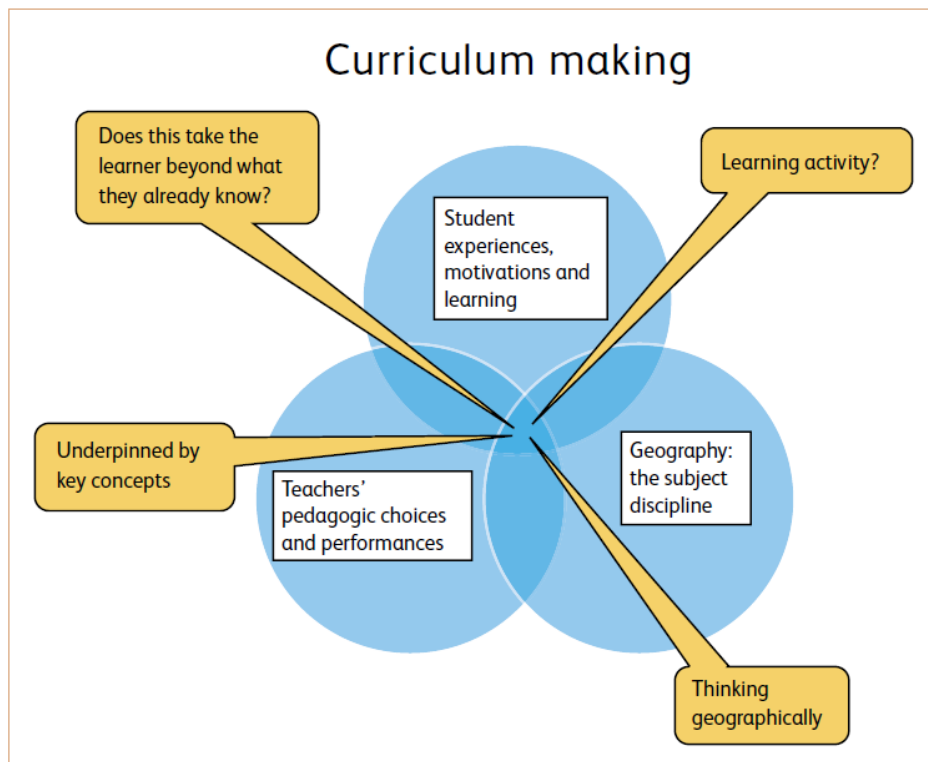 Curriculum making
Does this take the
learner beyond what
they already know?
Learning activity?
Student
experiences,
motivations and
learning
Underpinned by
key concepts
Teachers’
pedagogic choices
and performances
Geography:
the subject
discipline
Thinking
geographically